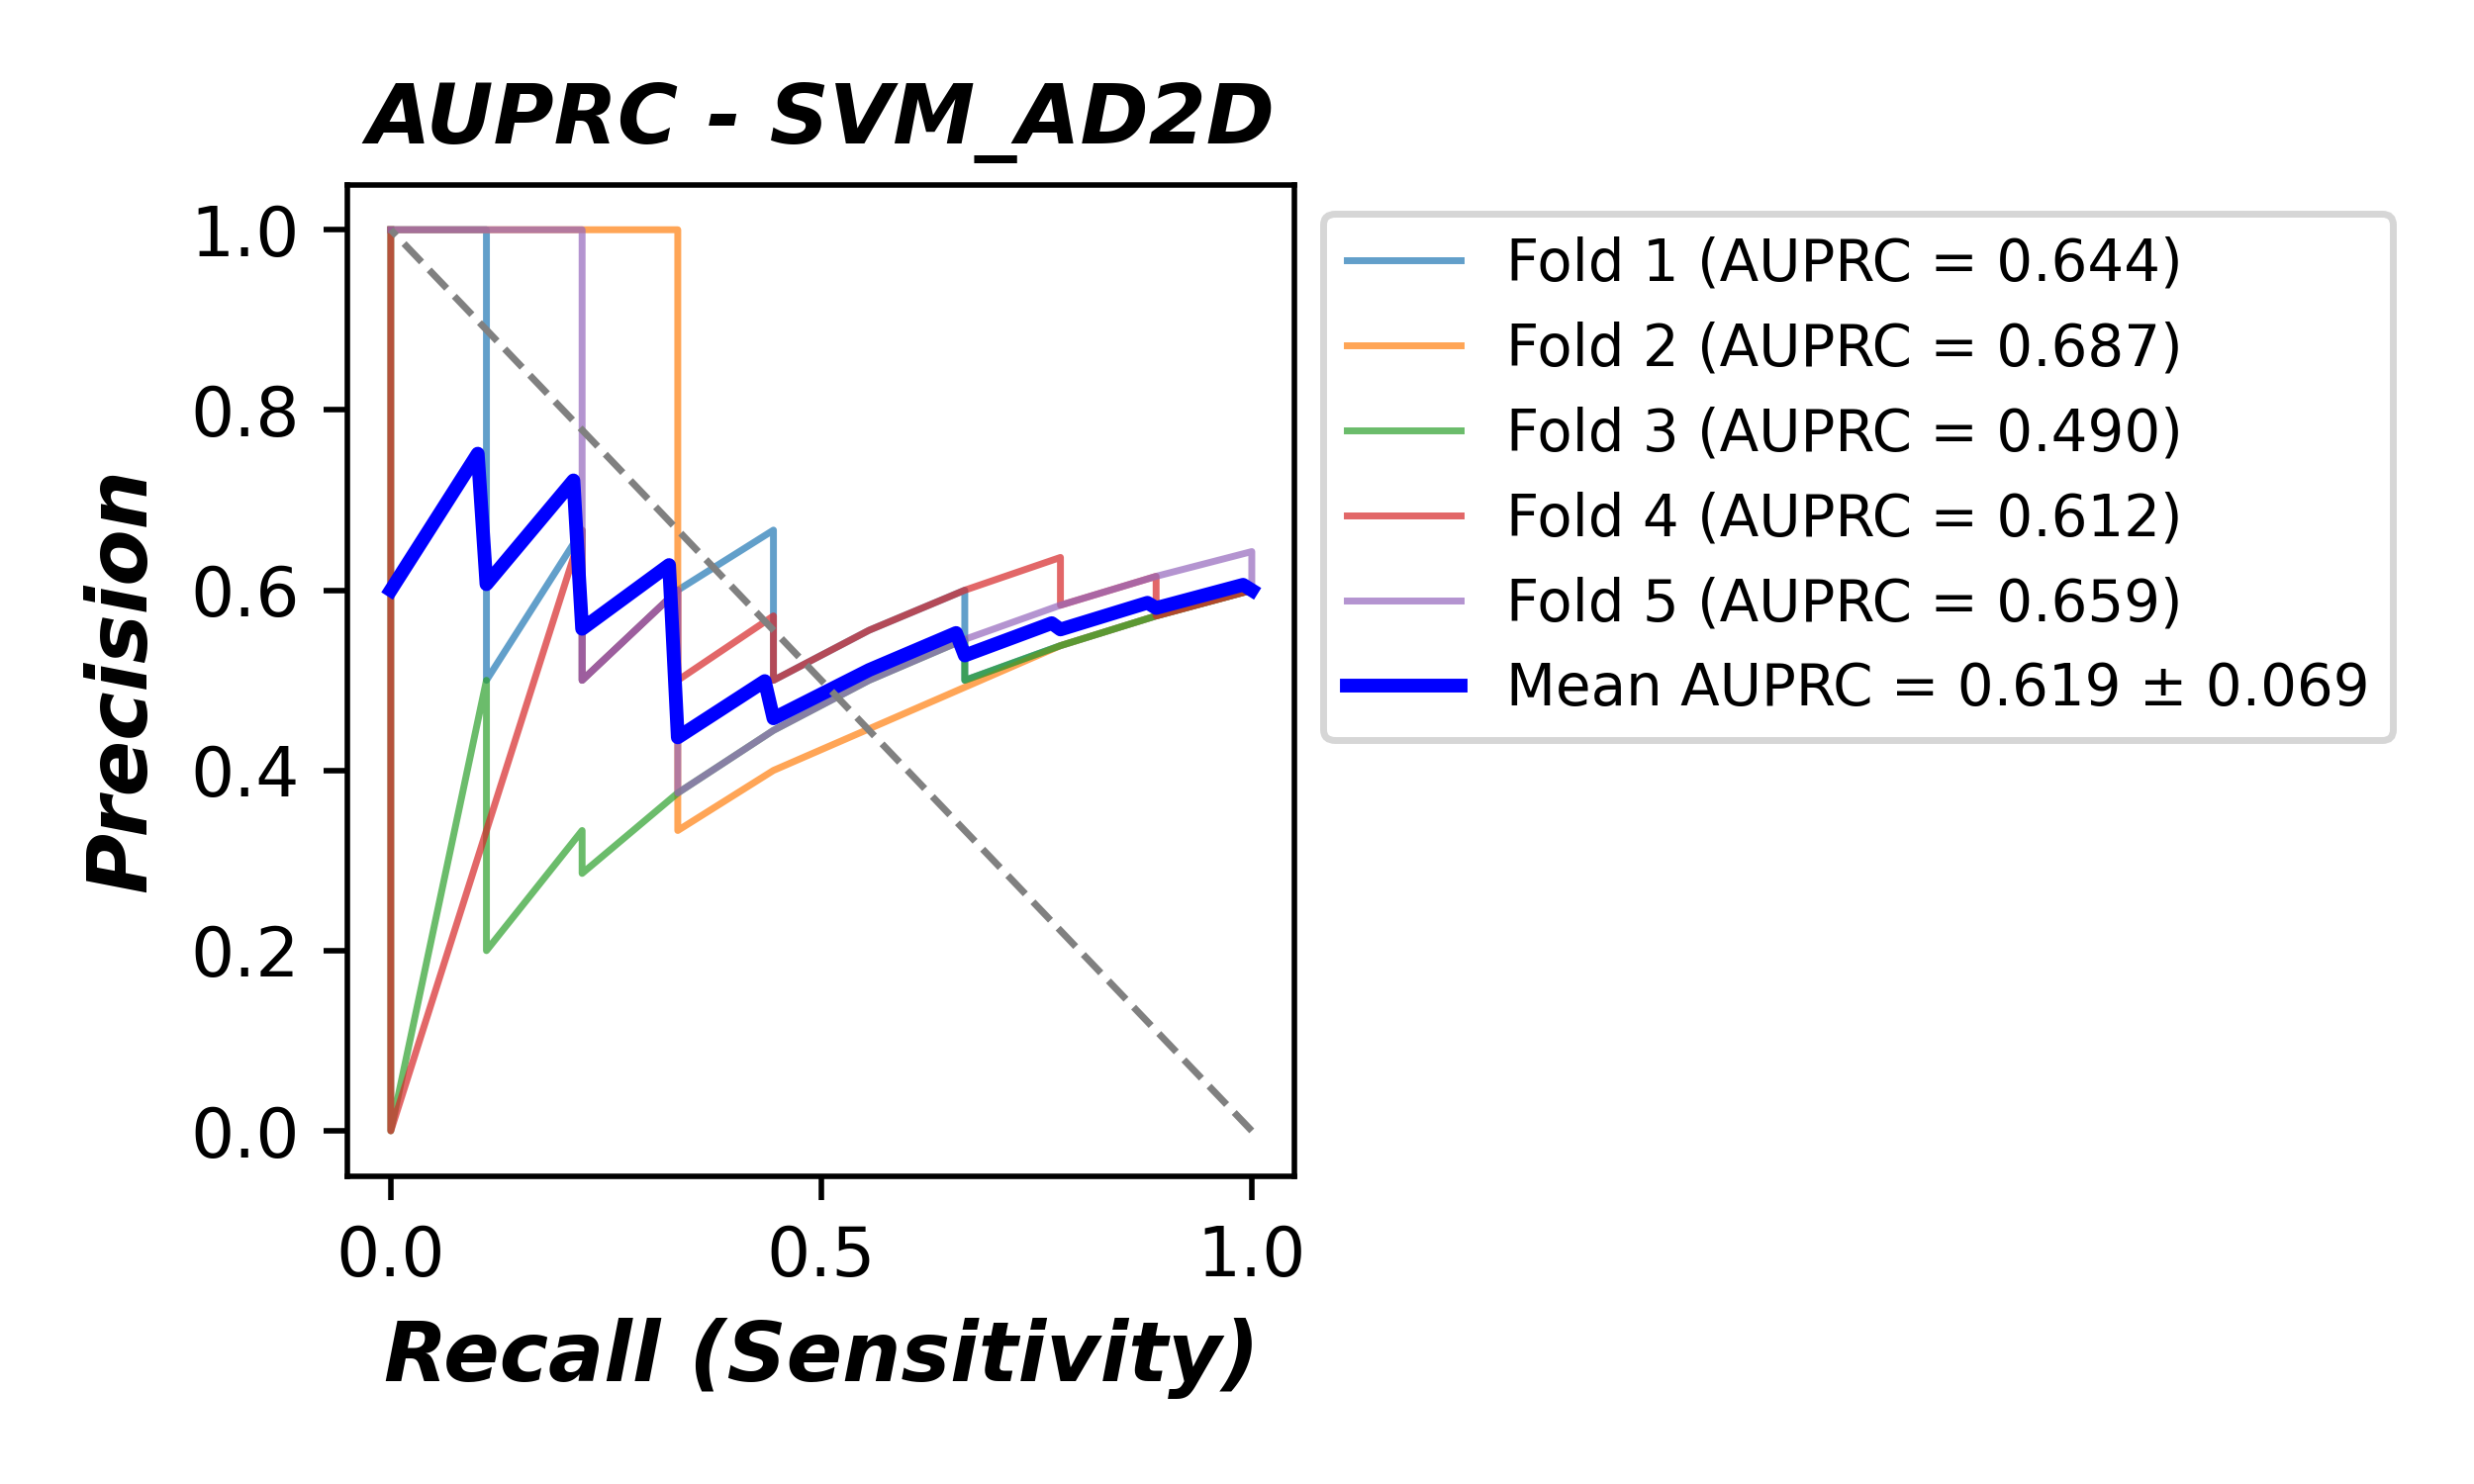 AUPRC - SVM_AD2D
Precision
1.0
0.8
0.6
0.4
0.2
0.0
0.0 0.5 1.0
Recall (Sensitivity)
Fold 1 (AUPRC = 0.644)
Fold 2 (AUPRC = 0.687)
Fold 3 (AUPRC = 0.490)
Fold 4 (AUPRC = 0.612)
Fold 5 (AUPRC = 0.659)
Mean AUPRC = 0.619 ± 0.069